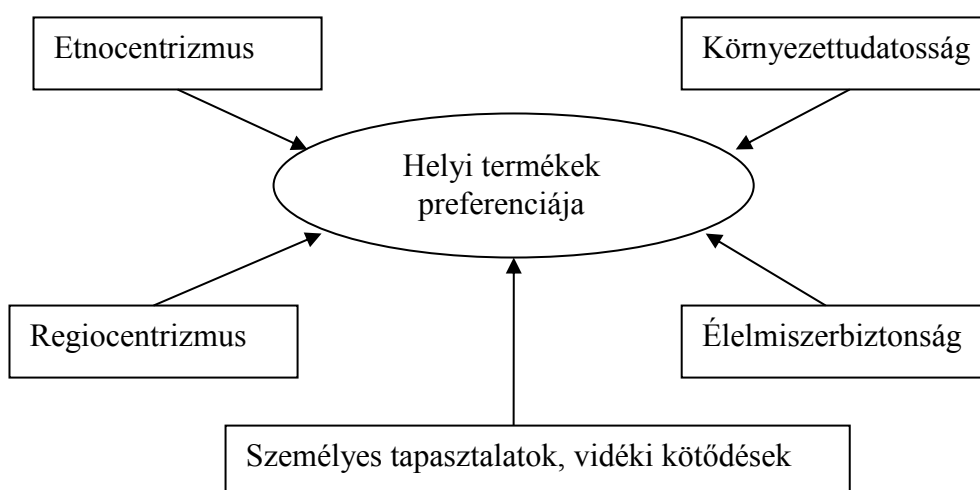 Etnocentrizmus
Környezettudatosság
Helyi termékek
preferenciája
Regiocentrizmus
Élelmiszerbiztonság
Személyes tapasztalatok, vidéki kötődések